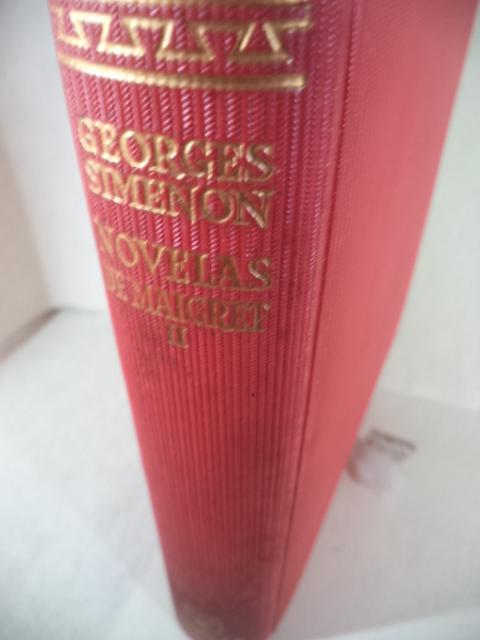 GEORGES
SIMENON
NOVELAS
DE MAIGRET
II